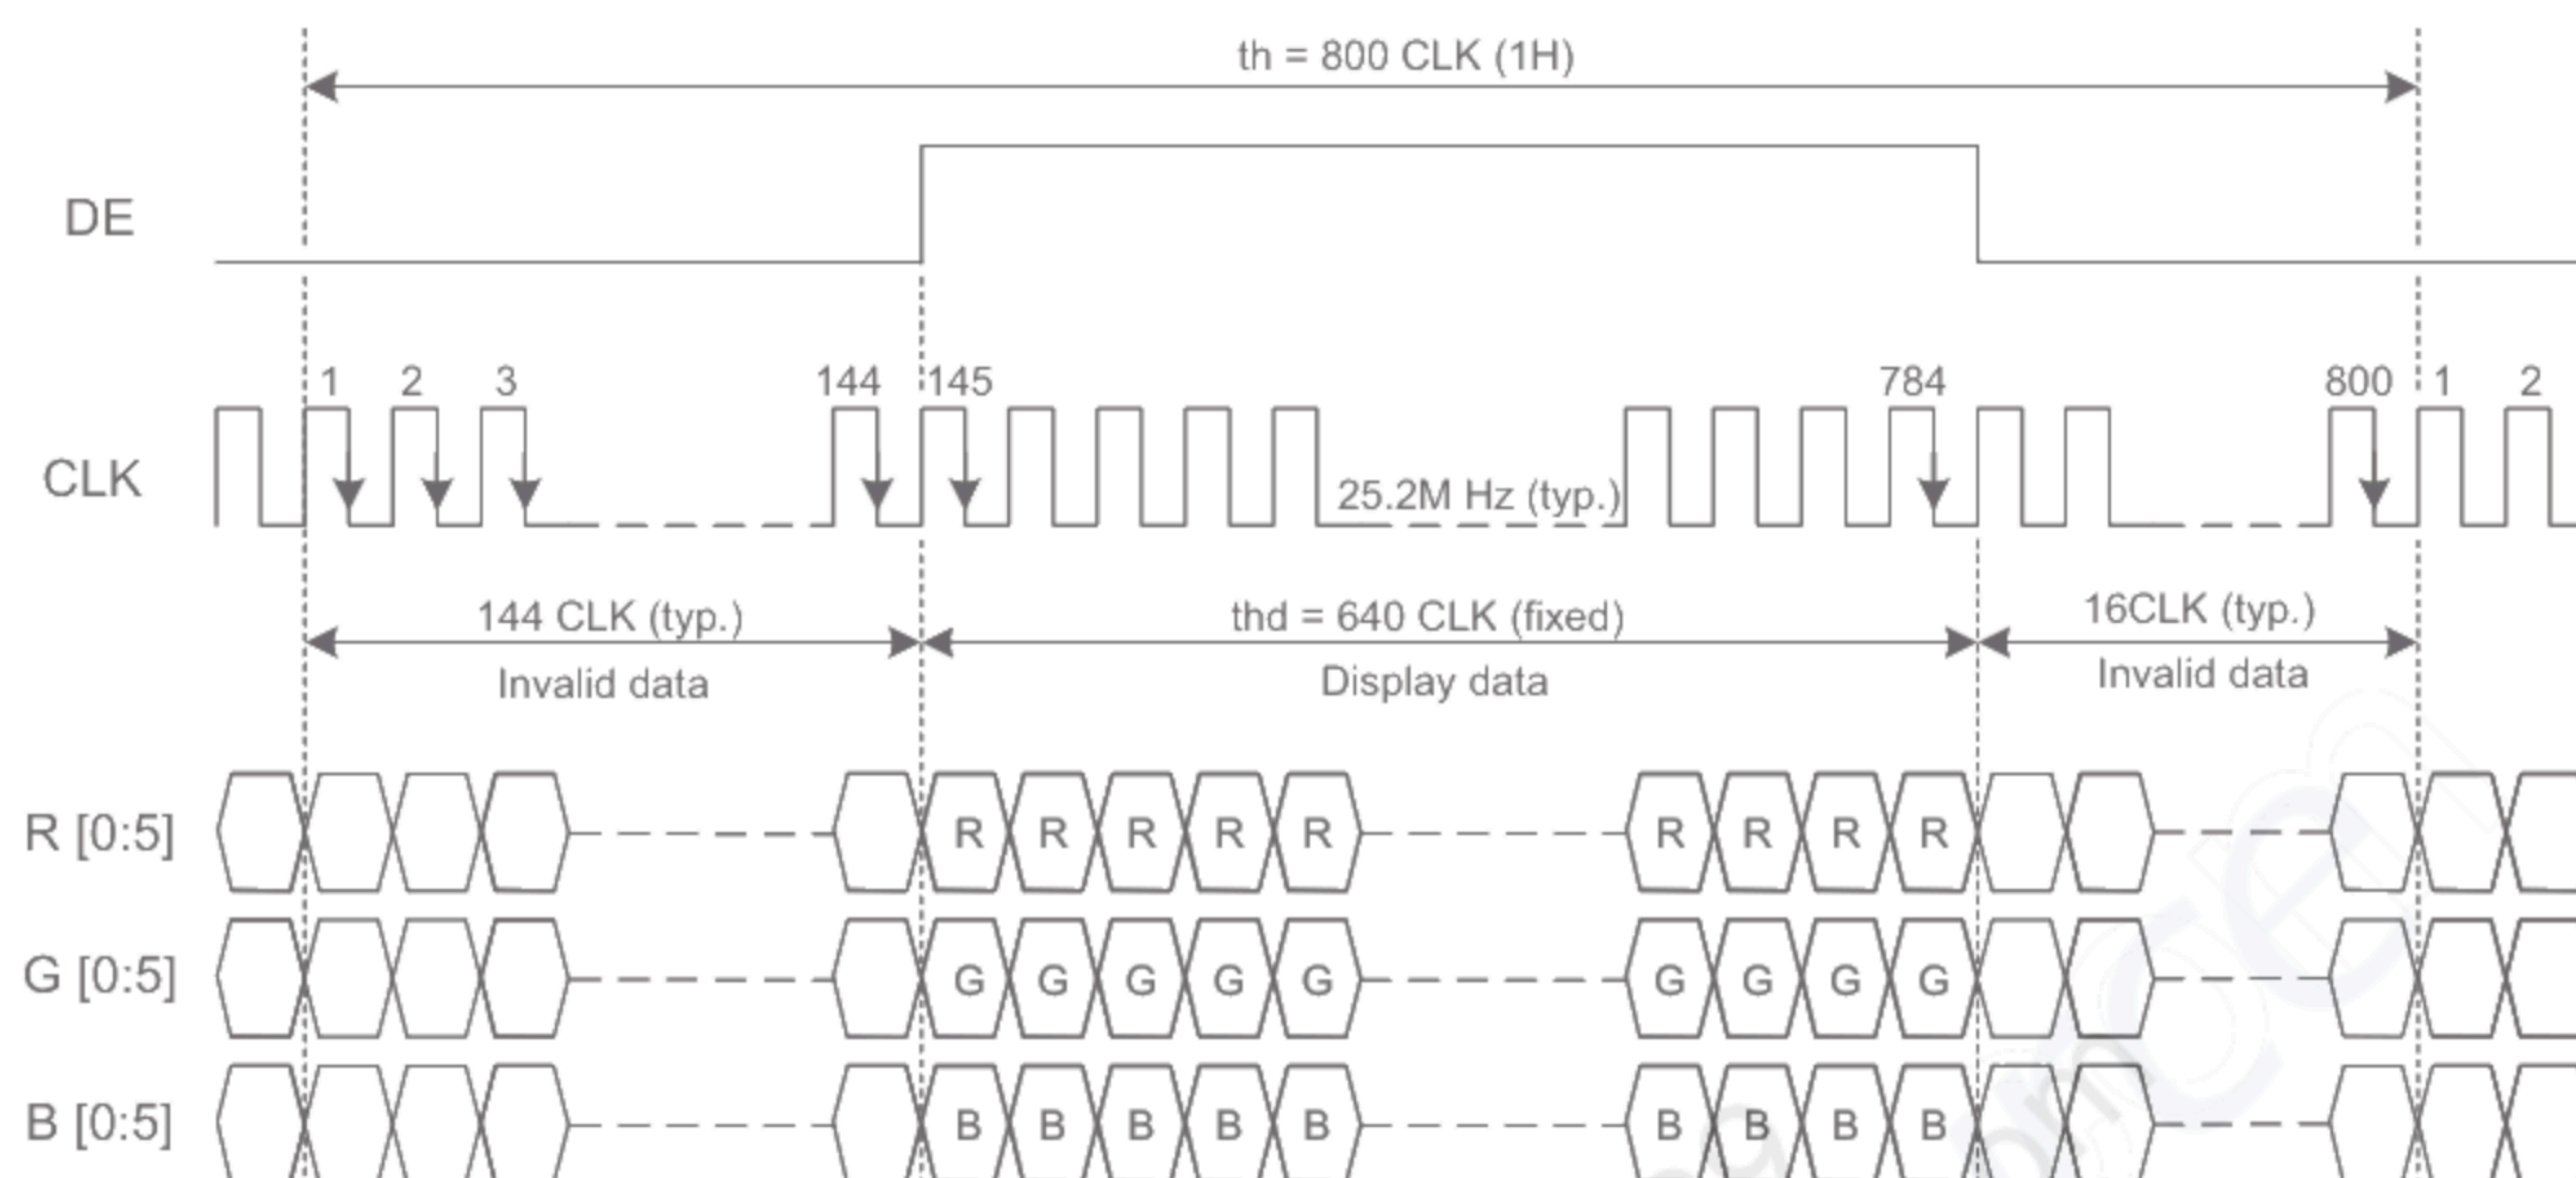 th = 800 CLK (1H)
DE
1 2 3 144 145 784 800 1 2
CLK
25.2M Hz (typ.)
144 CLK (typ.) thd = 640 CLK (fixed) 16CLK (typ.)
Invalid data Display data Invalid data
R [0:5] R R R R R R R R R
G [0:5] G G G G G G G G G
B [0:5] B B B B B B B B B